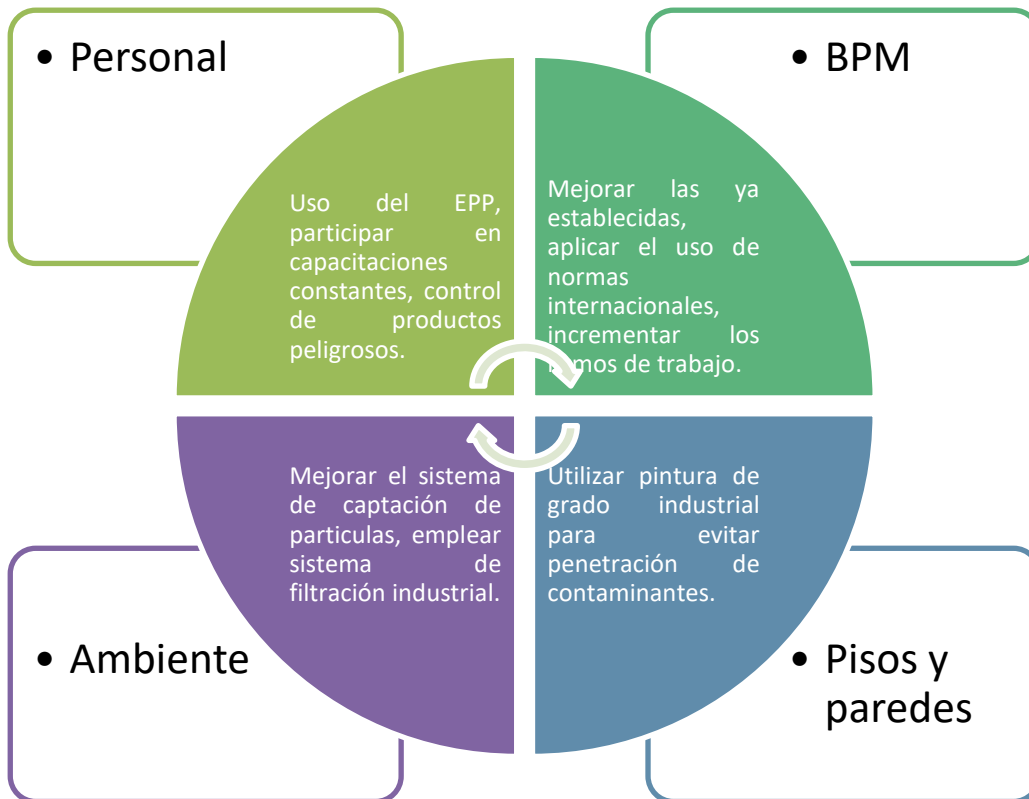 • Personal
Uso del EPP,
participar en
capacitaciones
constantes, control
de productos
peligrosos.
• BPM
Mejorar las ya
establecidas,
aplicar el uso de
normas
internacionales,
incrementar los
de trabajo.
Mejorar el sistema
de captación de
particulas, emplear
sistema de
filtración industrial.
• Ambiente
Utilizar pintura de
grado industrial
para evitar
penetración de
contaminantes.
• Pisos y
paredes